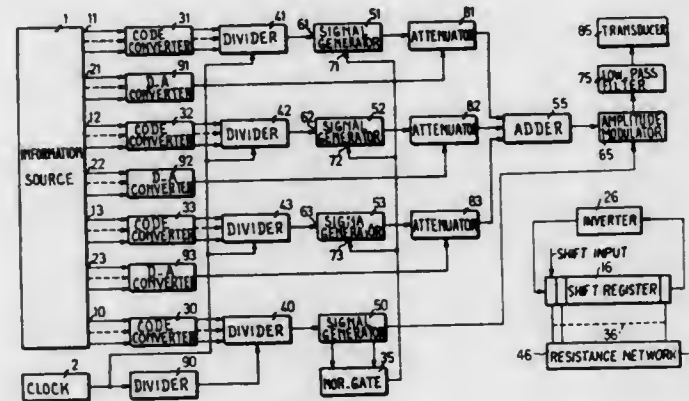 1
11
31
41
51
81
85
TRANSDUCER
CODE CONVERTER
DIVIDER
61
SIGNAL GENERATOR
ATTENUATOR
21
91
71
75
LOW PASS FILTER
D-A CONVERTER
12
32
42
52
82
55
CODE CONVERTER
DIVIDER
62
SIGNAL GENERATOR
ATTENUATOR
ADDER
AMPLITUDE MODULATOR
INFORMATION SOURCE
22
92
72
65
D-A CONVERTER
13
33
43
53
83
26
INVERTER
CODE CONVERTER
DIVIDER
63
SIGMA GENERATOR
ATTENUATOR
SHIFT INPUT
23
93
73
16
D-A CONVERTER
SHIFT REGISTER
10
30
40
50
CODE CONVERTER
DIVIDER
SIGNAL GENERATOR
36
2
90
35
46
RESISTANCE NETWORK
CLOCK
DIVIDER
NOR.GATE